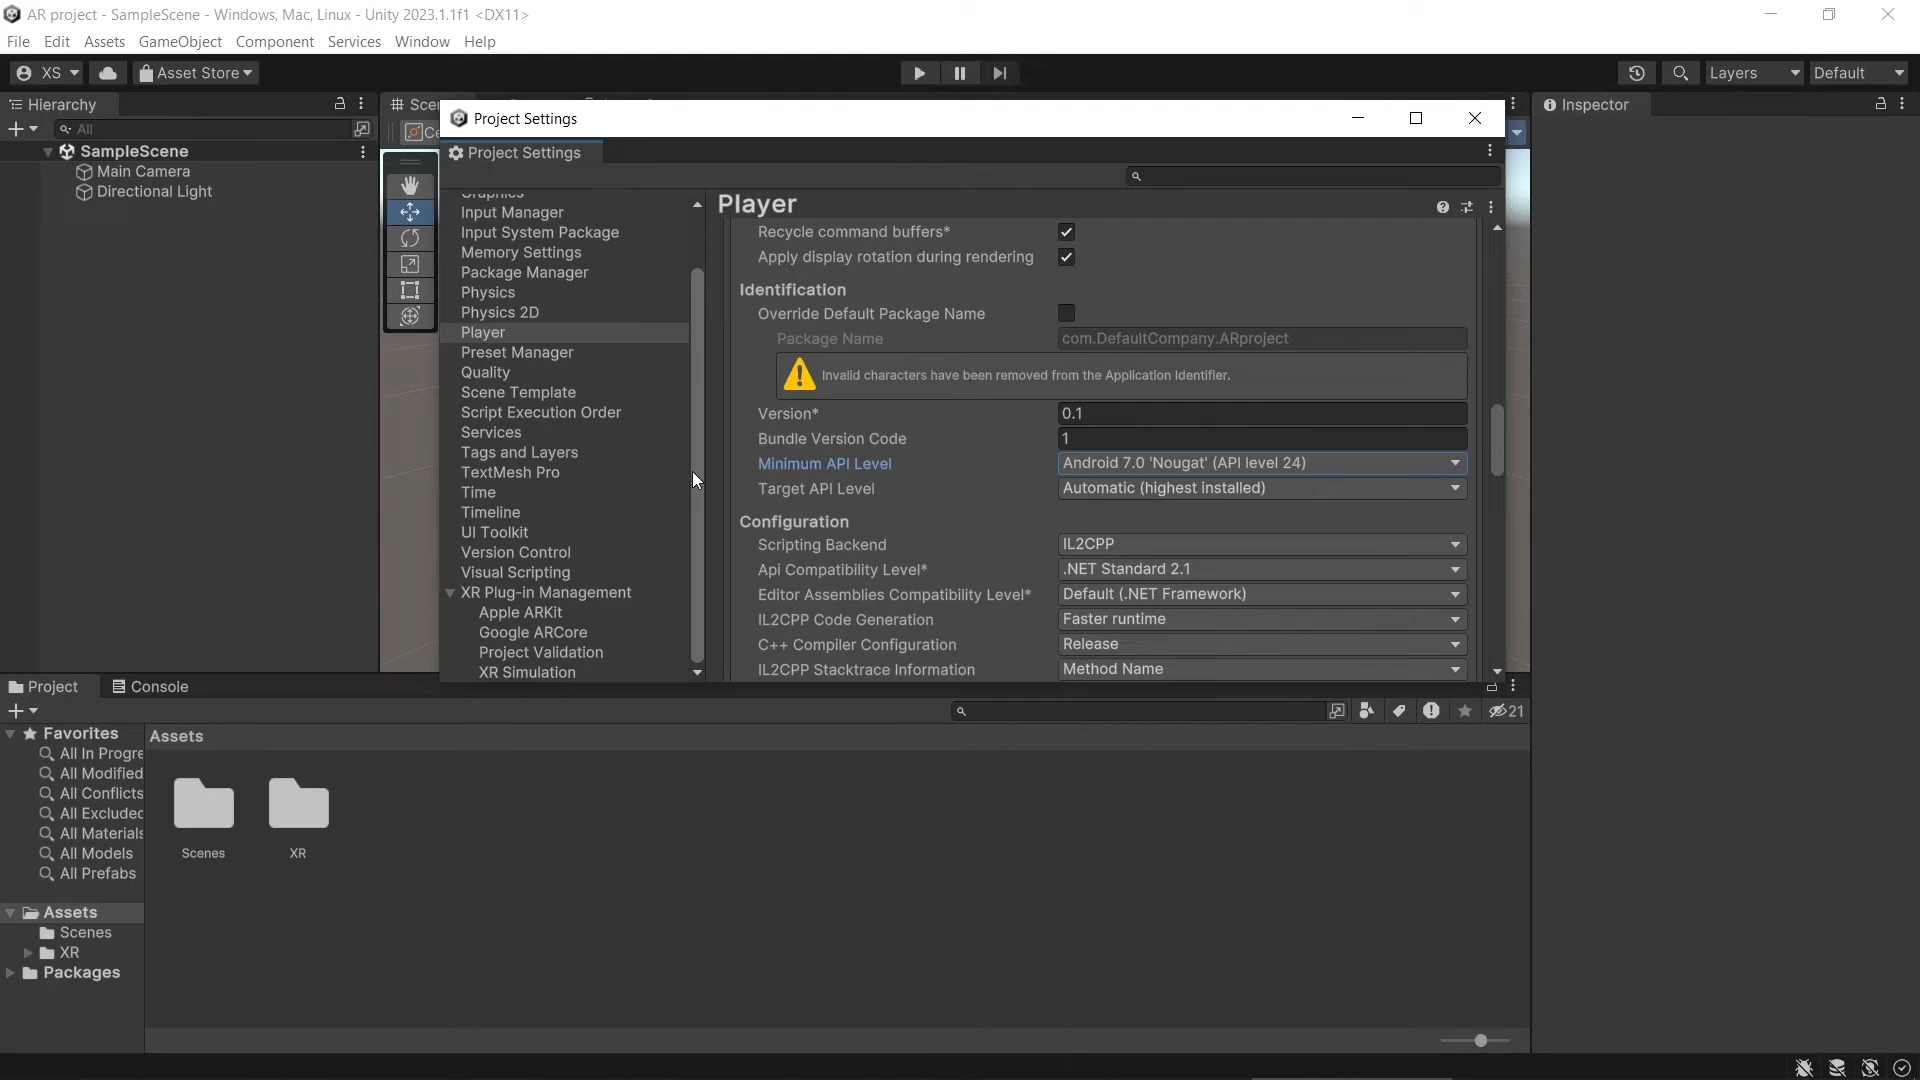 AR project - SampleScene - Windows, Mac, Linux - Unity 2023.1.1f1 <DX11>
File Edit Assets GameObject Component Services Window Help
XS Asset Store Layers Default
Hierarchy
All
SampleScene
Main Camera
Directional Light
Scen
Ce
Project Settings
Project Settings
Graphics
Input Manager
Input System Package
Memory Settings
Package Manager
Physics
Physics 2D
Player
Preset Manager
Quality
Scene Template
Script Execution Order
Services
Tags and Layers
TextMesh Pro
Time
Timeline
UI Toolkit
Version Control
Visual Scripting
XR Plug-in Management
Apple ARKit
Google ARCore
Project Validation
XR Simulation
Player
Recycle command buffers*
Apply display rotation during rendering
Identification
Override Default Package Name
Package Name com.DefaultCompany.ARproject
Invalid characters have been removed from the Application Identifier.
Version* 0.1
Bundle Version Code 1
Minimum API Level Android 7.0 'Nougat' (API level 24)
Target API Level Automatic (highest installed)
Configuration
Scripting Backend IL2CPP
Api Compatibility Level* .NET Standard 2.1
Editor Assemblies Compatibility Level* Default (.NET Framework)
IL2CPP Code Generation Faster runtime
C++ Compiler Configuration Release
IL2CPP Stacktrace Information Method Name
Inspector
Project Console
21
Favorites
All In Progre
All Modified
All Conflicts
All Excluded
All Materials
All Models
All Prefabs
Assets
Scenes
XR
Packages
Assets
Scenes XR